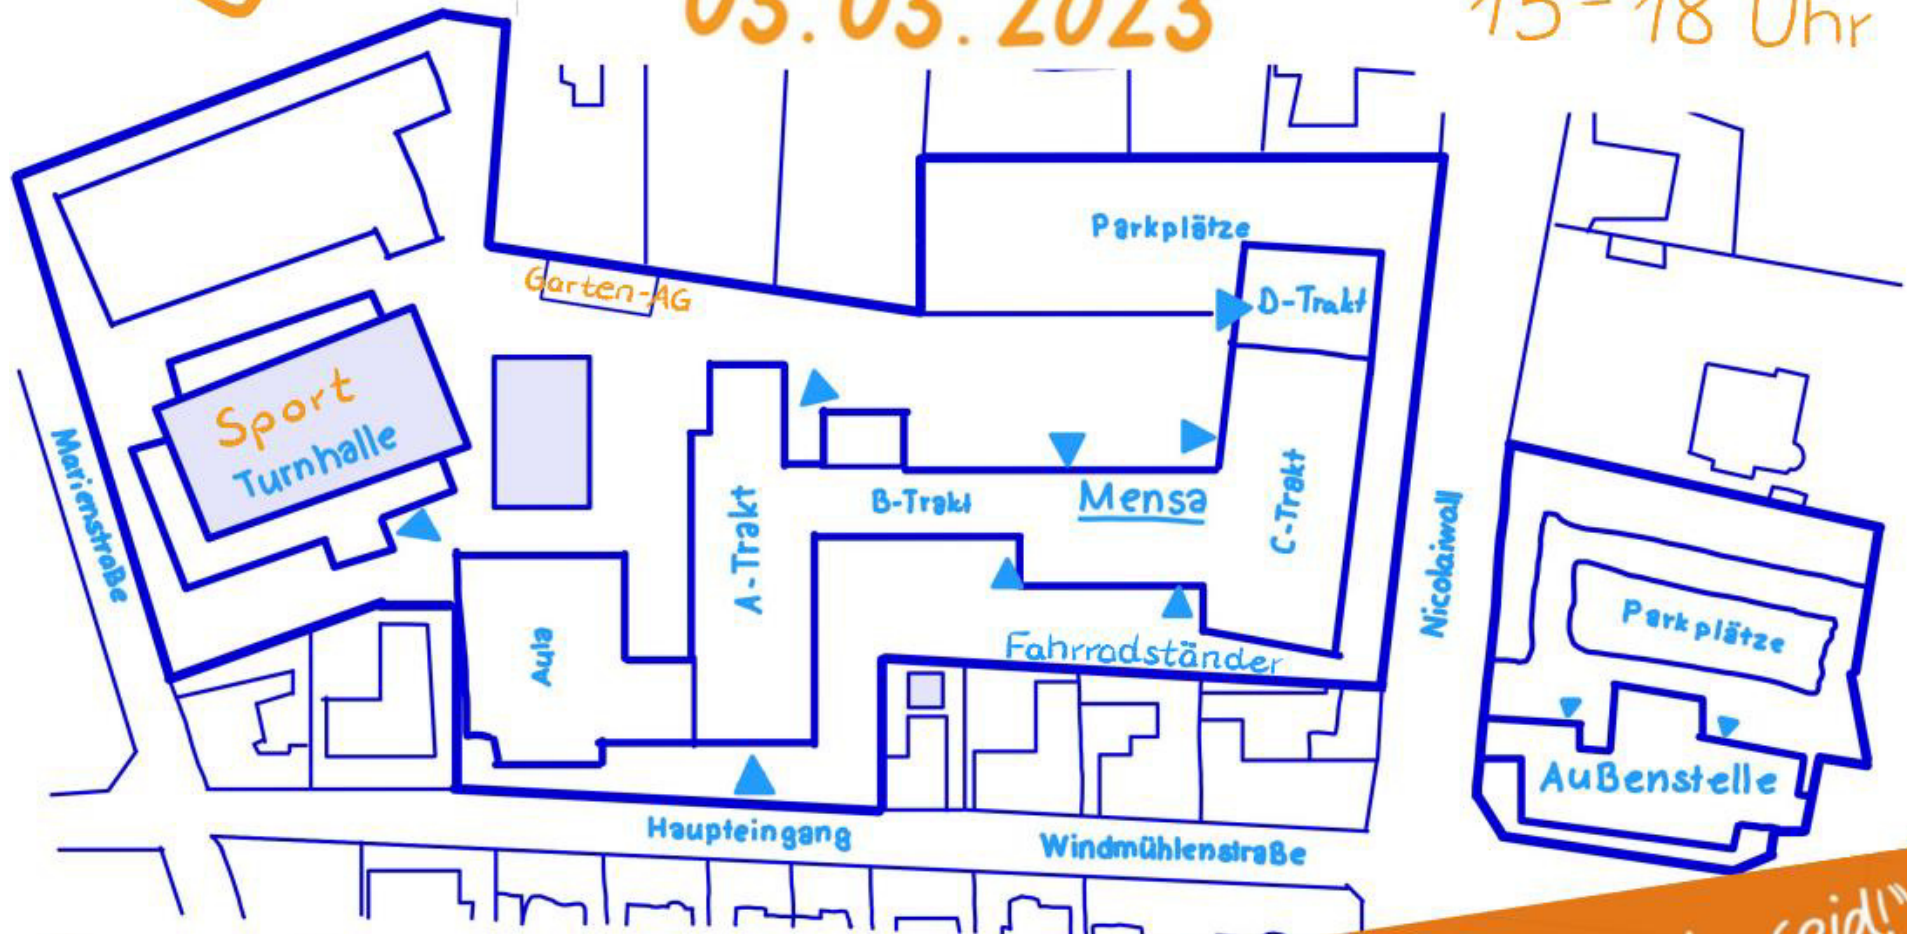 03.03.2023
15-18 Uhr
Parkplätze
Garten-AG
D-Trakt
Sport
Turnhalle
Marienstraße
A-Trakt
B-Trakt
Mensa
C-Trakt
Nicolaiwall
Parkplätze
Aula
Fahrradständer
Außenstelle
Haupteingang
Windmühlenstraße